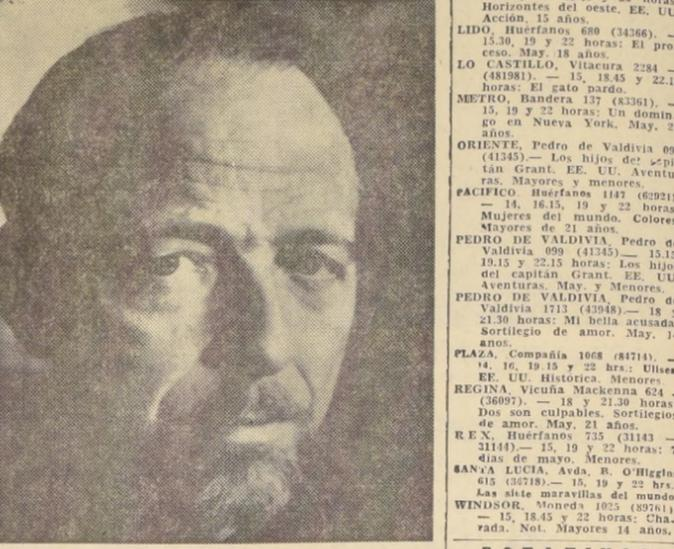 Horizontes del oeste. EE. UU
Acción, 15 años.
LIDO, Huérfanos 680 (34366). —
15.30, 19 y 22 horas: El pro
ceso. May. 18 años.
LO CASTILLO, Vitacura 2284 —
(481981). — 15, 18.45 y 22.1
horas: El gato pardo.
METRO, Bandera 137 (83361). —
15, 19 y 22 horas: Un domin
go en Nueva York. May. 2
años.
ORIENTE, Pedro de Valdivia 09
(41345).— Los hijos del
tán Grant. EE. UU. Aventu
ras. Mayores y menores.
PACIFICO, Huérfanos 1147
— 14, 16.15, 19 y 22 horas
Mujeres del mundo. Colores
Mayores de 21 años.
PEDRO DE VALDIVIA, Pedro de
Valdivia 099 (41345).— 15.15
19.15 y 22.15 horas: Los hijo
del capitán Grant. EE. UU
Aventuras. May. y Menores.
PEDRO DE VALDIVIA, Pedro d
Valdivia 1713 (43948).— 18
21.30 horas: Mi bella acusada
Sortilegio de amor. May. 1
anos.
PLAZA, Compañía 1068 (84714). —
14, 16, 19.15 y 22 hrs.: Ulises
EE. UU. Histórica. Menores
REGINA, Vicuña Mackenna 624
(36097). — 18 y 21.30 horas
Dos son culpables. Sortilegio
de amor. May. 21 años.
REX, Huérfanos 735 (31143 —
31144).— 15, 19 y 22 horas: 7
días de mayo. Menores.
SANTA LUCIA, Avda. B. O'Higgin
615 (36718).— 15, 19 y 22 hrs.
Las siete maravillas del mundo
WINDSOR, Moneda 1025 (89761)
— 15, 18.45 y 22 horas: Cha
rada. Not. Mayores 14 años.